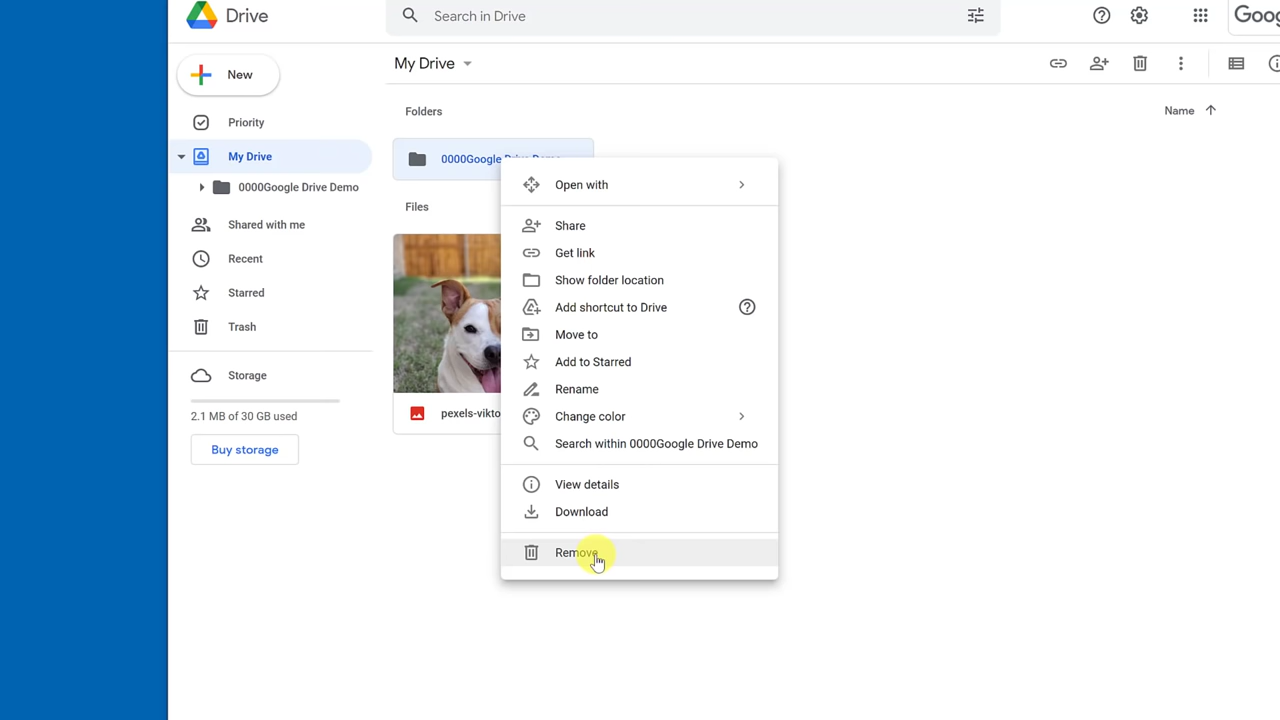 Drive
Search in Drive
New
My Drive
Priority
My Drive
0000Google Drive Demo
Shared with me
Recent
Starred
Trash
Storage
2.1 MB of 30 GB used
Buy storage
Folders
Name
0000Google Drive Demo
Files
Open with
Share
Get link
Show folder location
Add shortcut to Drive
Move to
Add to Starred
Rename
Change color
Search within 0000Google Drive Demo
View details
Download
Remove